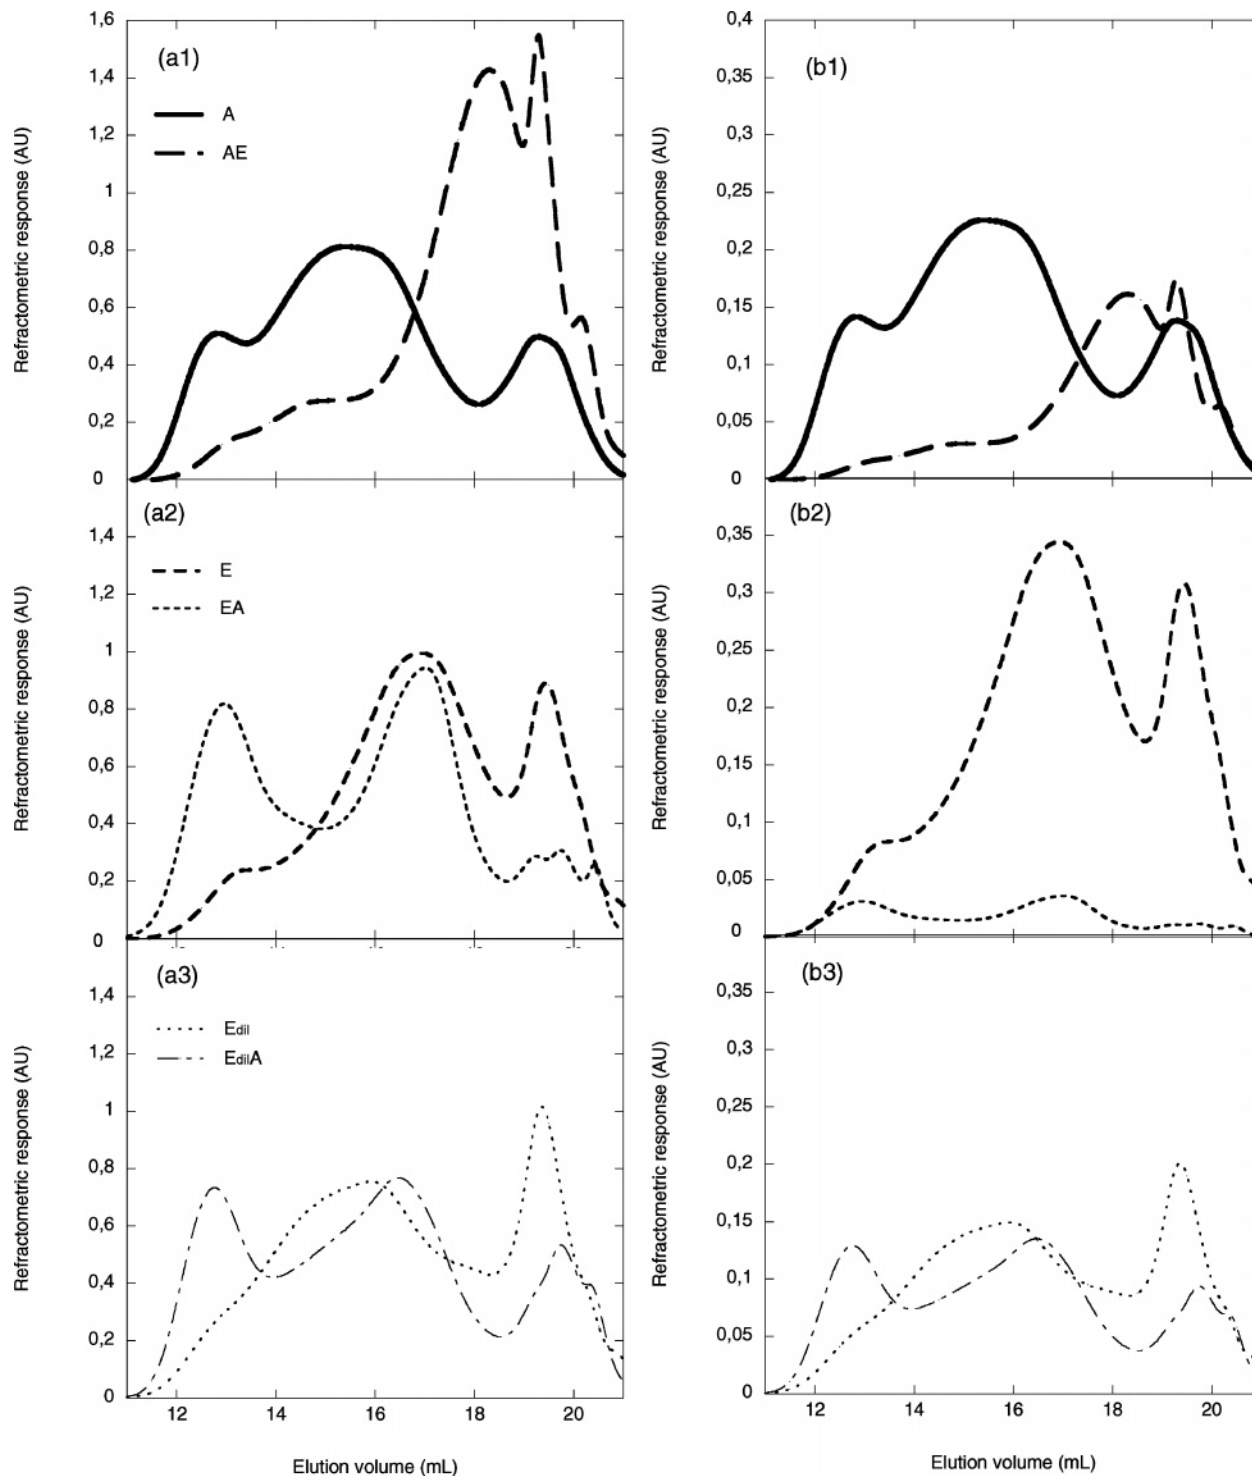 (a1)
A
AE
1,6
1,4
1,2
1
0,8
0,6
0,4
0,2
0
Refractometric response (AU)
(b1)
0,4
0,35
0,3
0,25
0,2
0,15
0,1
0,05
0
Refractometric response (AU)
(a2)
E
EA
1,4
1,2
1
0,8
0,6
0,4
0,2
0
Refractometric response (AU)
(b2)
0,35
0,3
0,25
0,2
0,15
0,1
0,05
0
Refractometric response (AU)
(a3)
Edil
EdilA
1,4
1,2
1
0,8
0,6
0,4
0,2
0
Refractometric response (AU)
12 14 16 18 20
Elution volume (mL)
(b3)
0,35
0,3
0,25
0,2
0,15
0,1
0,05
0
Refractometric response (AU)
12 14 16 18 20
Elution volume (mL)